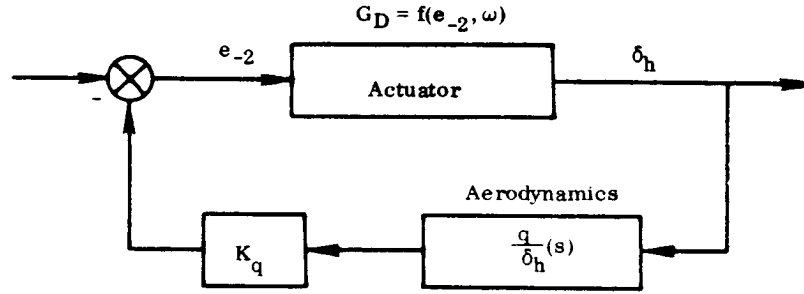 G_D = f(e_{-2}, ω)
e_{-2}
δ_h
Actuator
-
Aerodynamics
K_q
q/δ_h (s)